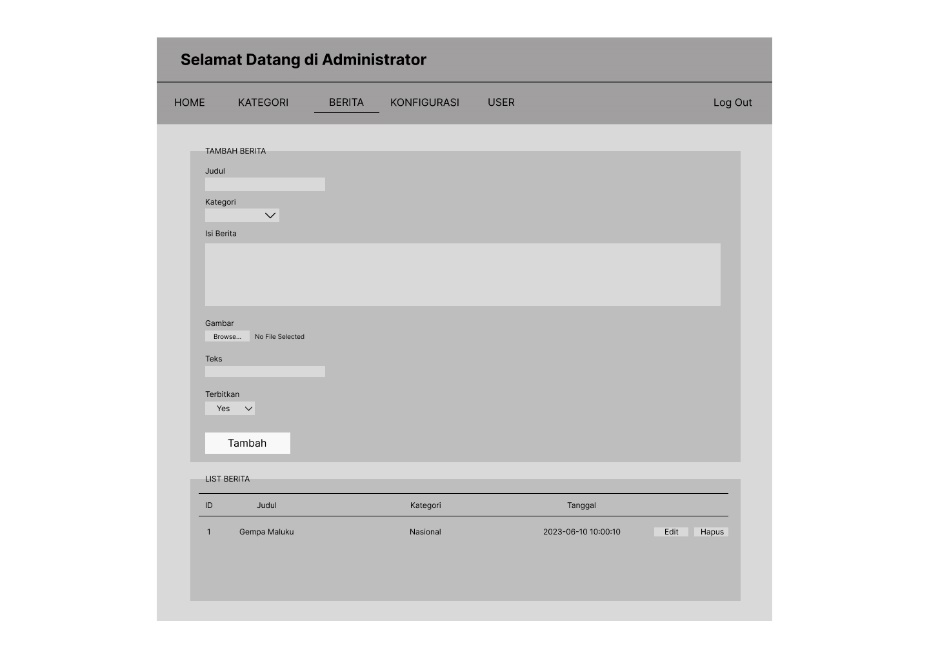 Selamat Datang di Administrator
HOME KATEGORI BERITA KONFIGURASI USER Log Out
TAMBAH BERITA
Judul
Kategori
Isi Berita
Gambar
Browse... No File Selected
Teks
Terbitkan
Yes
Tambah
LIST BERITA
ID Judul Kategori Tanggal
1 Gempa Maluku Nasional 2023-06-10 10:00:10 Edit Hapus